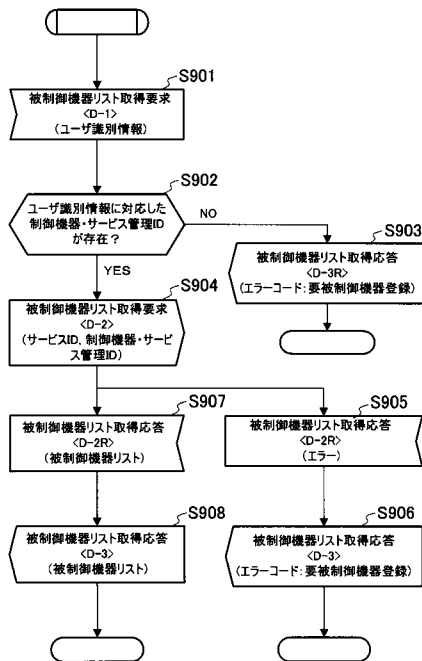 S901
被制御機器リスト取得要求
<D-1>
(ユーザ識別情報)
S902
ユーザ識別情報に対応した
制御機器・サービス管理ID
が存在?
NO
YES
S903
被制御機器リスト取得応答
<D-3R>
(エラーコード:要被制御機器登録)
S904
被制御機器リスト取得要求
<D-2>
(サービスID、制御機器・サービ
ス管理ID)
S907
被制御機器リスト取得応答
<D-2R>
(被制御機器リスト)
S905
被制御機器リスト取得応答
<D-2R>
(エラー)
S908
被制御機器リスト取得応答
<D-3>
(被制御機器リスト)
S906
被制御機器リスト取得応答
<D-3>
(エラーコード:要被制御機器登録)